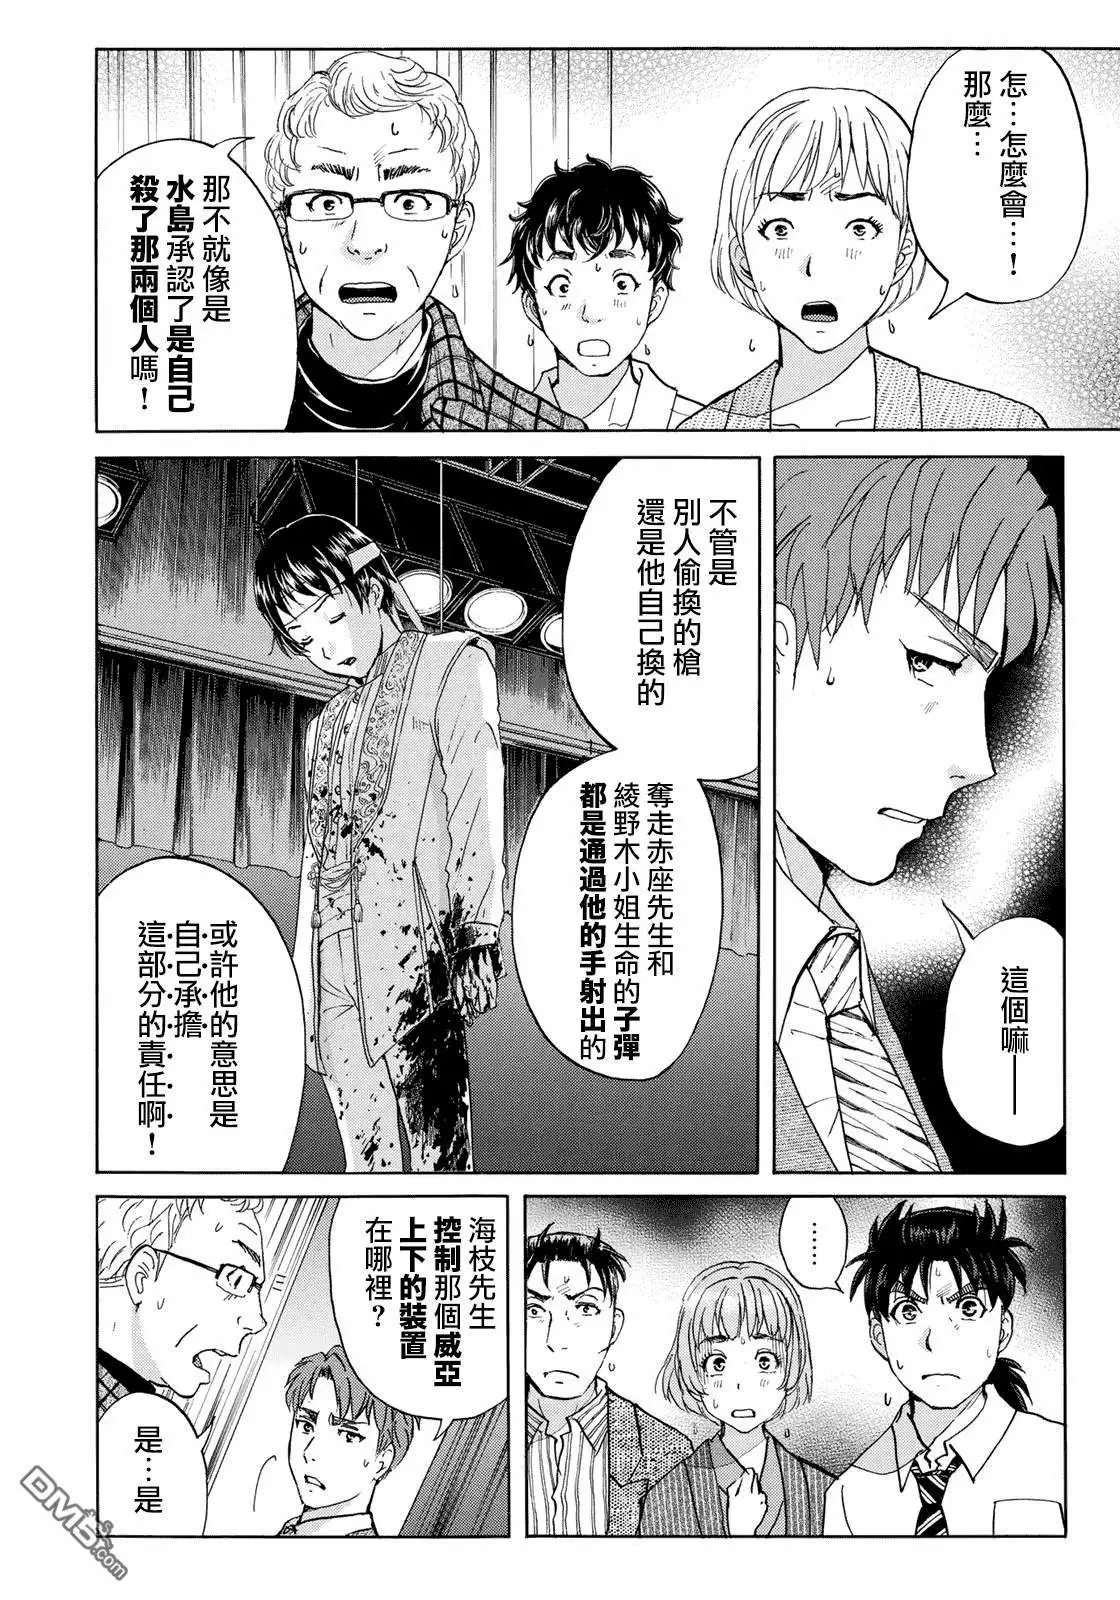 怎…怎麼會…！
那麼…
那不就像是
水島承認了是自己
殺了那兩個人嗎！
這個嘛——
不管是
別人偷換的槍
還是他自己換的
奪走赤座先生和
綾野木小姐生命的子彈
都是通過他的手射出的
或許他的意思是
自己承擔
這部分的責任啊！
……
海枝先生
控制那個威亞
上下的裝置
在哪裡？
是…是
DM5.com